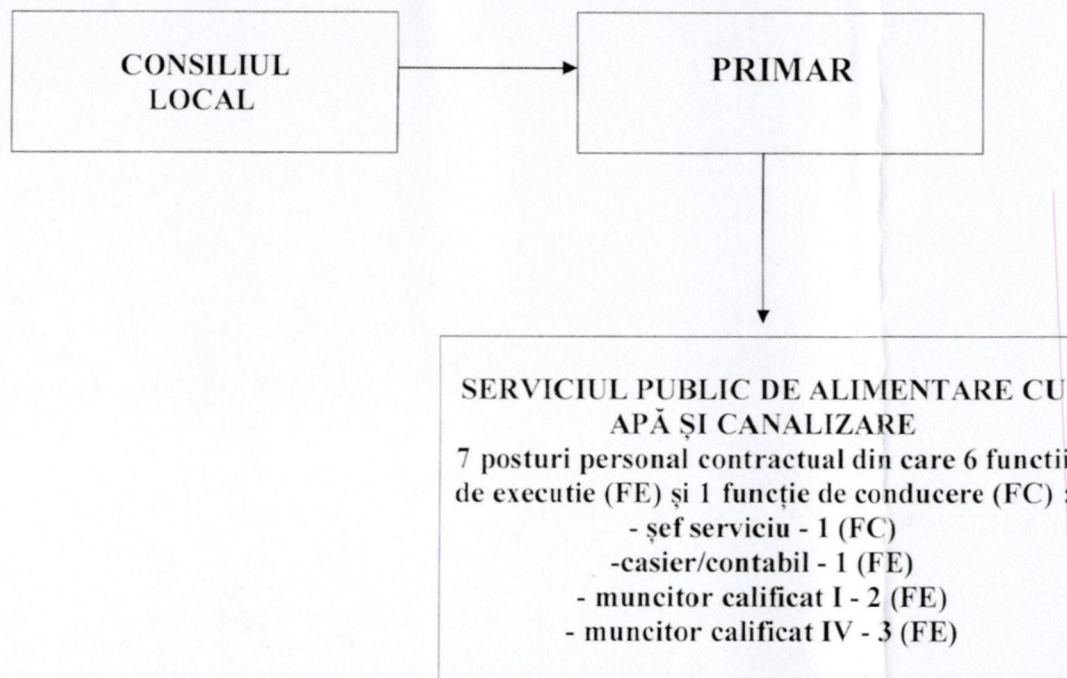 CONSILIUL
LOCAL
PRIMAR
SERVICIUL PUBLIC DE ALIMENTARE CU
APĂ ȘI CANALIZARE
7 posturi personal contractual din care 6 functii
de executie (FE) și 1 funcție de conducere (FC) :
- șef serviciu - 1 (FC)
-casier/contabil - 1 (FE)
- muncitor calificat I - 2 (FE)
- muncitor calificat IV - 3 (FE)